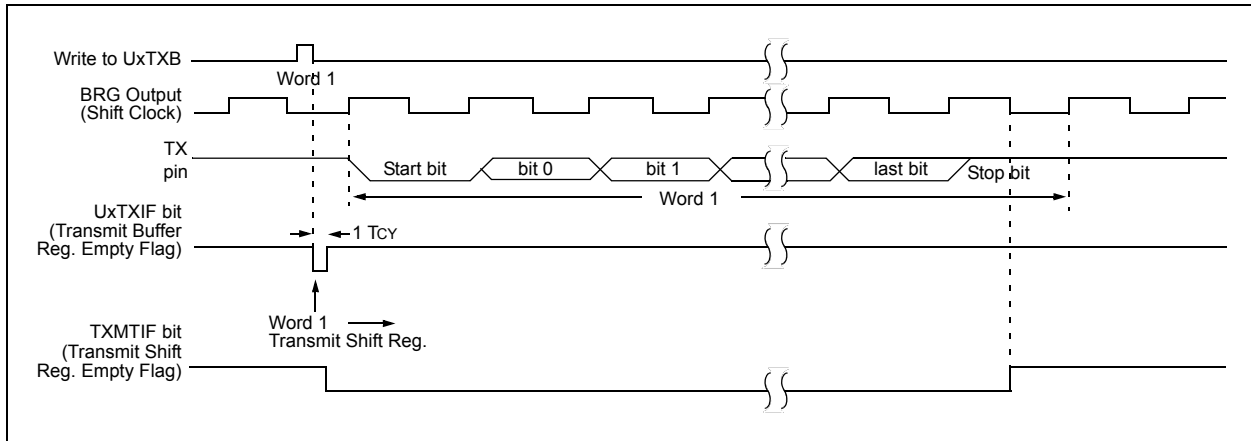 Write to UxTXB
Word 1
BRG Output
(Shift Clock)
TX
pin
Start bit
bit 0
bit 1
last bit
Stop bit
Word 1
UxTXIF bit
(Transmit Buffer
Reg. Empty Flag)
1 TCY
Word 1
Transmit Shift Reg.
TXMTIF bit
(Transmit Shift
Reg. Empty Flag)